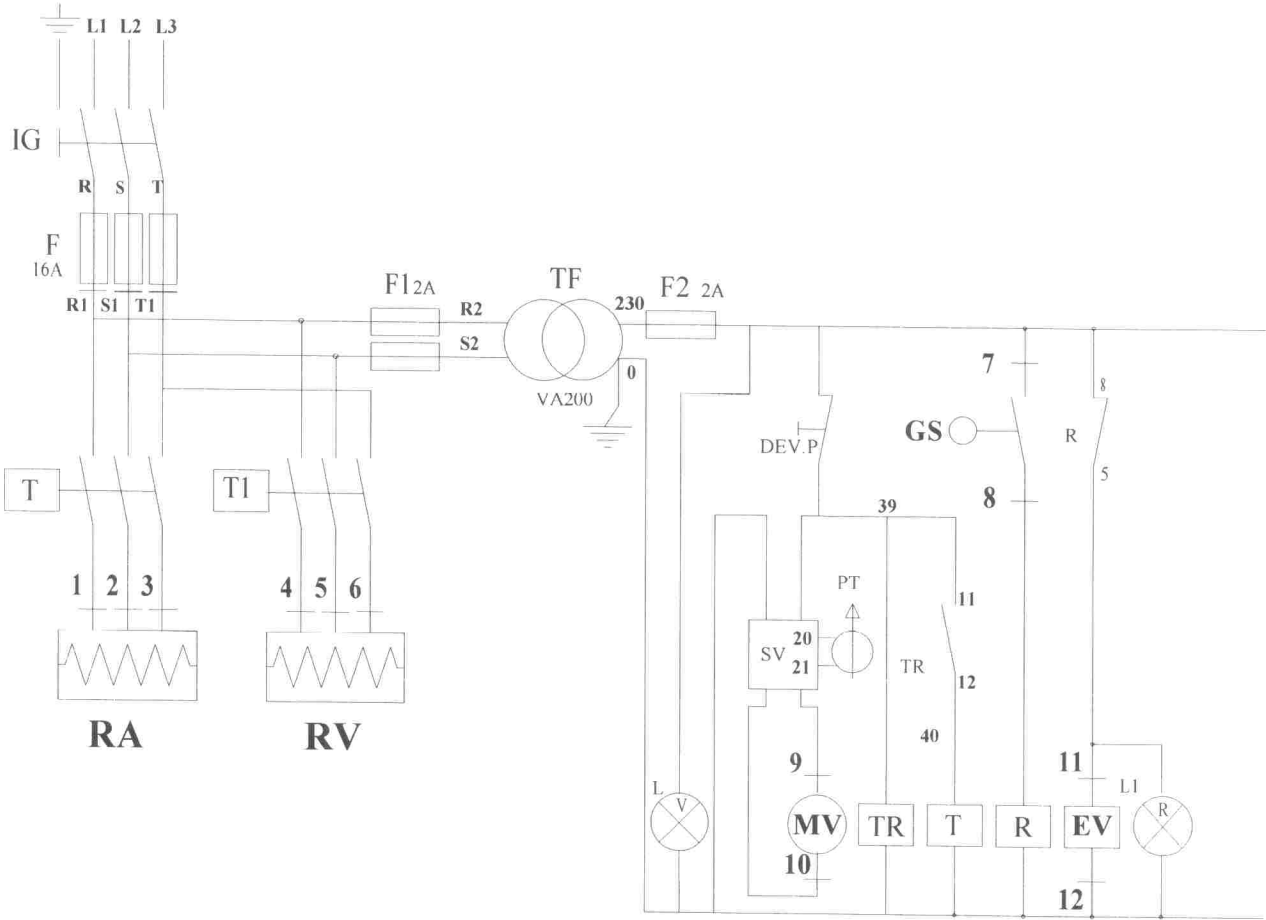 L1 L2 L3
IG
R S T
F
16A
R1 S1 T1
F1 2A
R2
S2
TF
VA200
230
0
F2 2A
7
GS
8
8
R
5
DEV.P
T
T1
39
1 2 3
4 5 6
PT
20
21
SV
11
TR
12
40
RA
RV
9
11
L1
L
V
R
MV
TR
T
R
EV
10
12